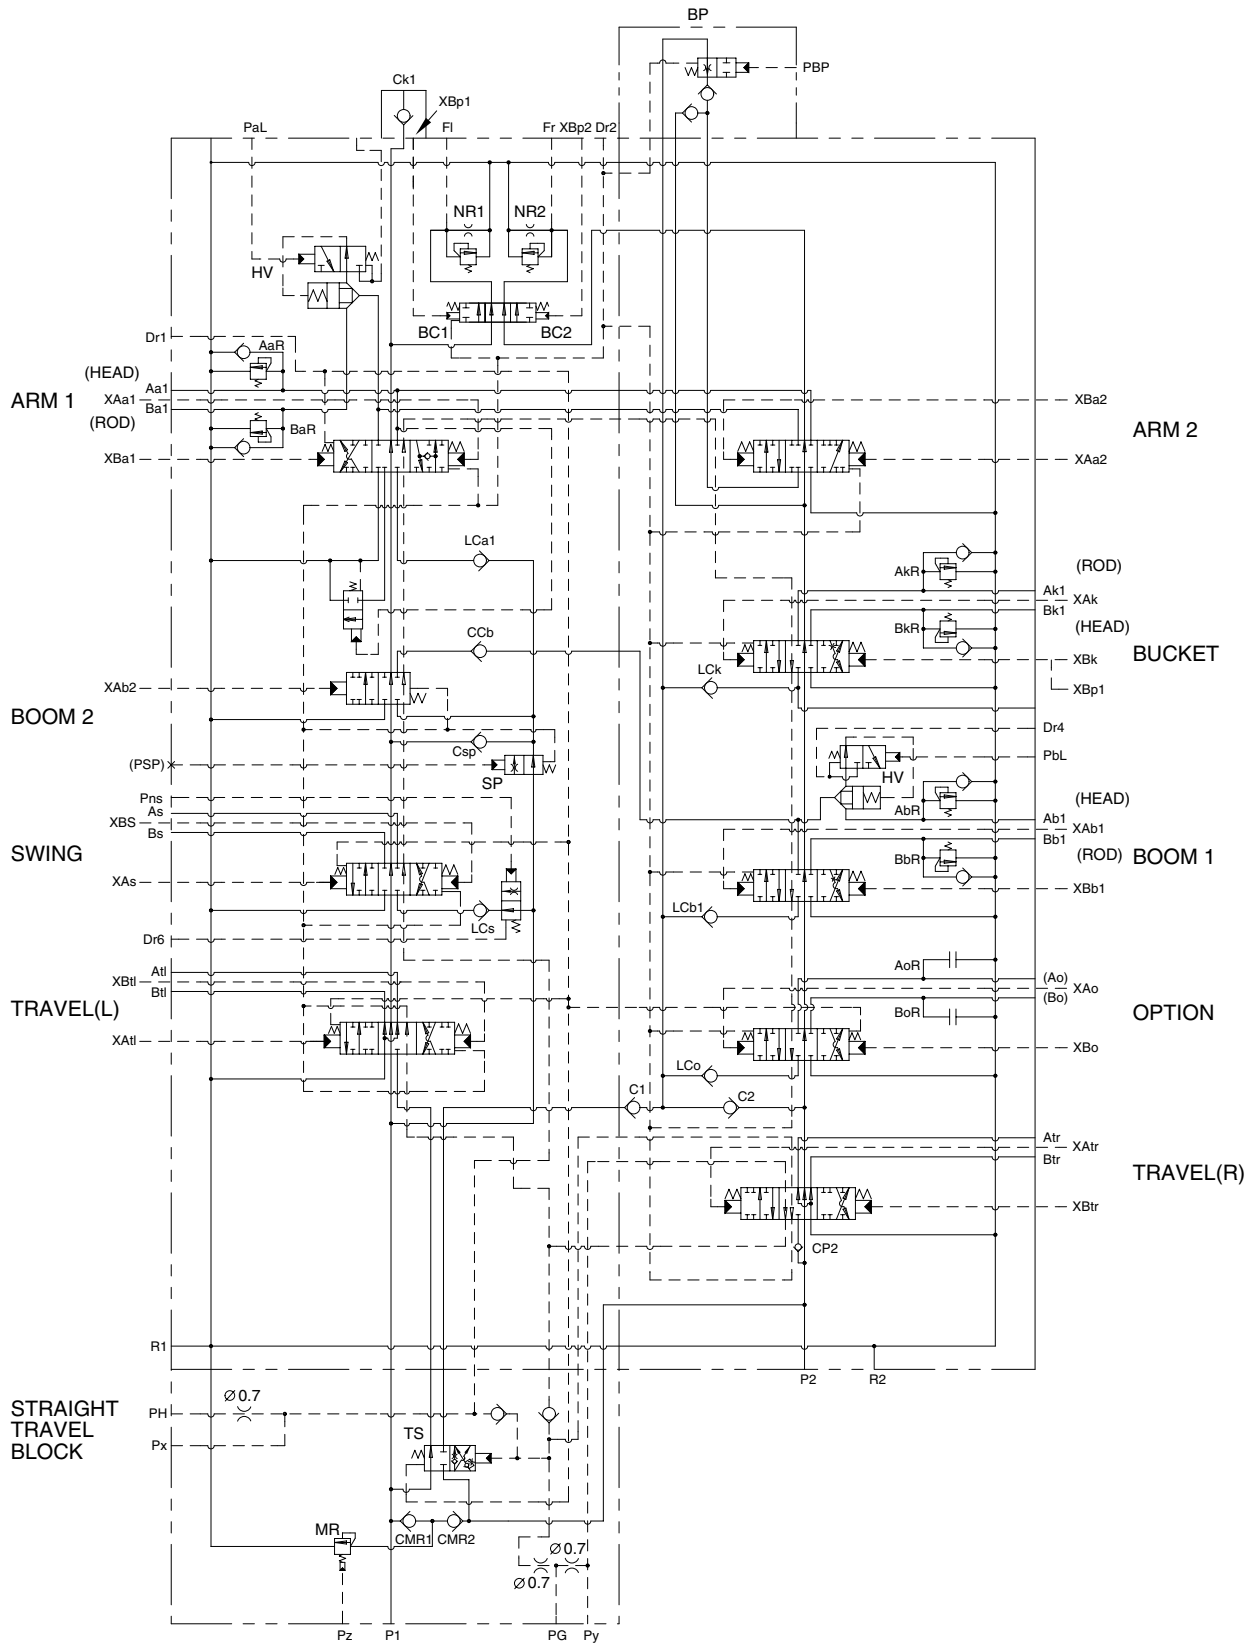 BP
PBP
Ck1
XBp1
PaL
Fl
Fr XBp2 Dr2
NR1
NR2
HV
BC1
BC2
Dr1
AaR
(HEAD)
Aa1
ARM 1
XAa1
Ba1
(ROD)
BaR
XBa1
XBa2
ARM 2
XAa2
LCa1
AkR
(ROD)
Ak1
XAk
Bk1
BkR
(HEAD)
BUCKET
CCb
XBk
LCk
XAb2
XBp1
BOOM 2
Dr4
Csp
(PSP)
SP
HV
PbL
Pns
As
XBS
Bs
AbR
(HEAD)
Ab1
XAb1
Bb1
SWING
BbR
(ROD)
BOOM 1
XAs
XBb1
LCs
LCb1
Dr6
Atl
XBtl
Btl
AoR
(Ao)
XAo
(Bo)
TRAVEL(L)
BoR
OPTION
XAtl
XBo
LCo
C1
C2
Atr
XAtr
Btr
TRAVEL(R)
XBtr
CP2
R1
P2
R2
STRAIGHT
TRAVEL
BLOCK
Ø0.7
PH
Px
TS
MR
CMR1 CMR2
Ø0.7
Ø0.7
Pz
P1
PG
Py